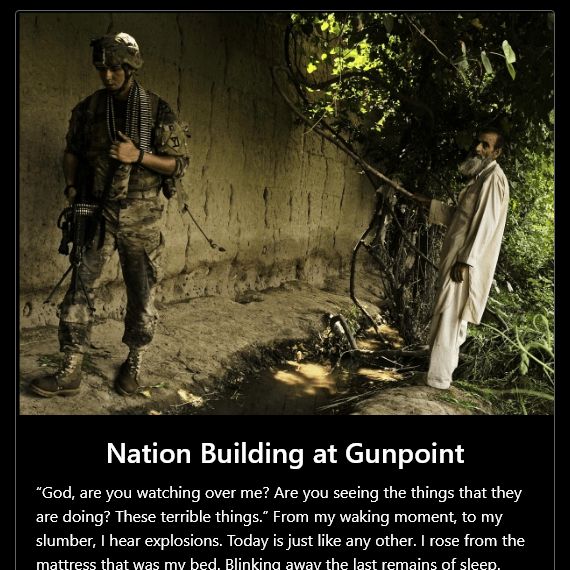 Nation Building at Gunpoint
“God, are you watching over me? Are you seeing the things that they
are doing? These terrible things.” From my waking moment, to my
slumber, I hear explosions. Today is just like any other. I rose from the
mattress that was my bed. Blinking away the last remains of sleep,